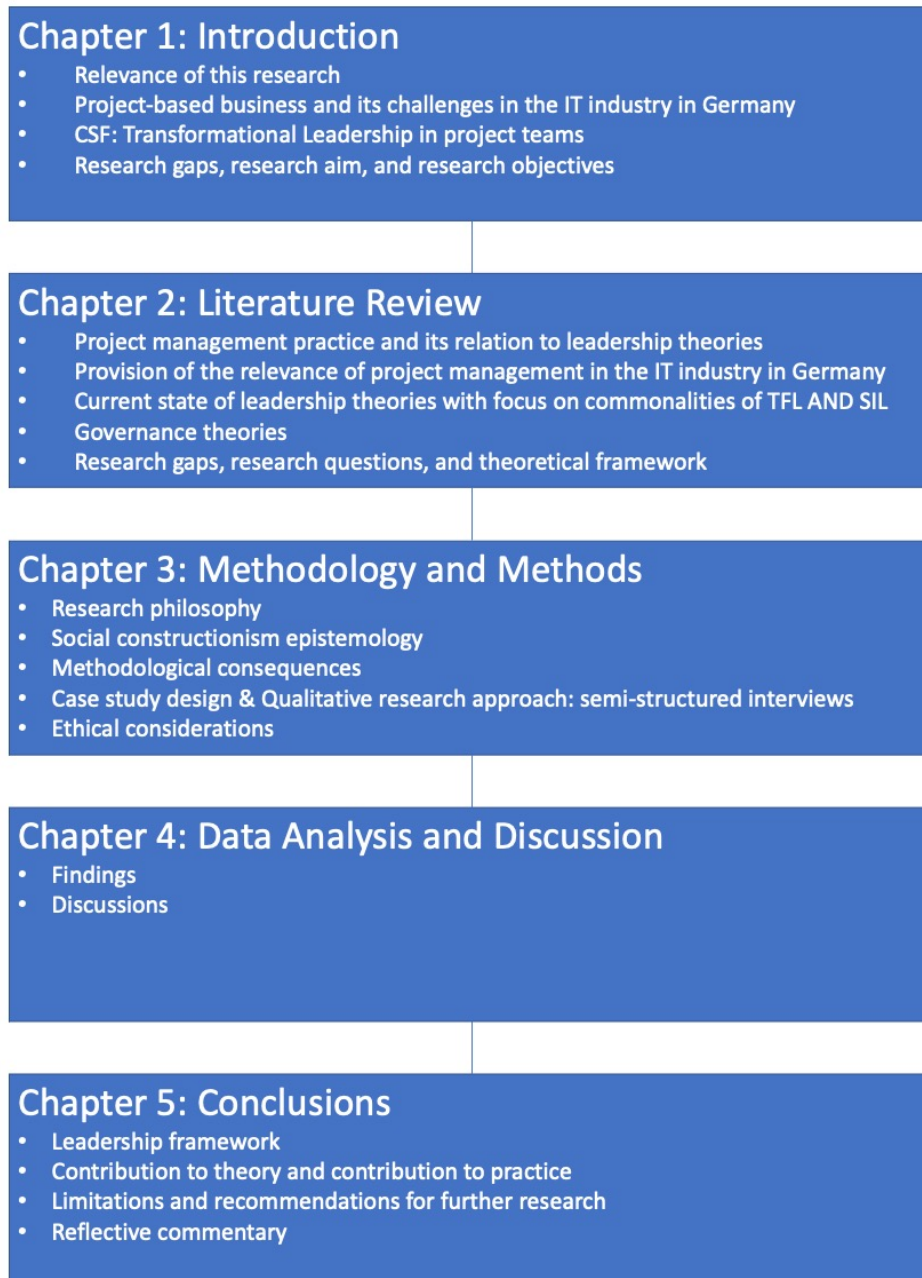 Chapter 1: Introduction
• Relevance of this research
• Project-based business and its challenges in the IT industry in Germany
• CSF: Transformational Leadership in project teams
• Research gaps, research aim, and research objectives
Chapter 2: Literature Review
• Project management practice and its relation to leadership theories
• Provision of the relevance of project management in the IT industry in Germany
• Current state of leadership theories with focus on commonalities of TFL AND SIL
• Governance theories
• Research gaps, research questions, and theoretical framework
Chapter 3: Methodology and Methods
• Research philosophy
• Social constructionism epistemology
• Methodological consequences
• Case study design & Qualitative research approach: semi-structured interviews
• Ethical considerations
Chapter 4: Data Analysis and Discussion
• Findings
• Discussions
Chapter 5: Conclusions
• Leadership framework
• Contribution to theory and contribution to practice
• Limitations and recommendations for further research
• Reflective commentary